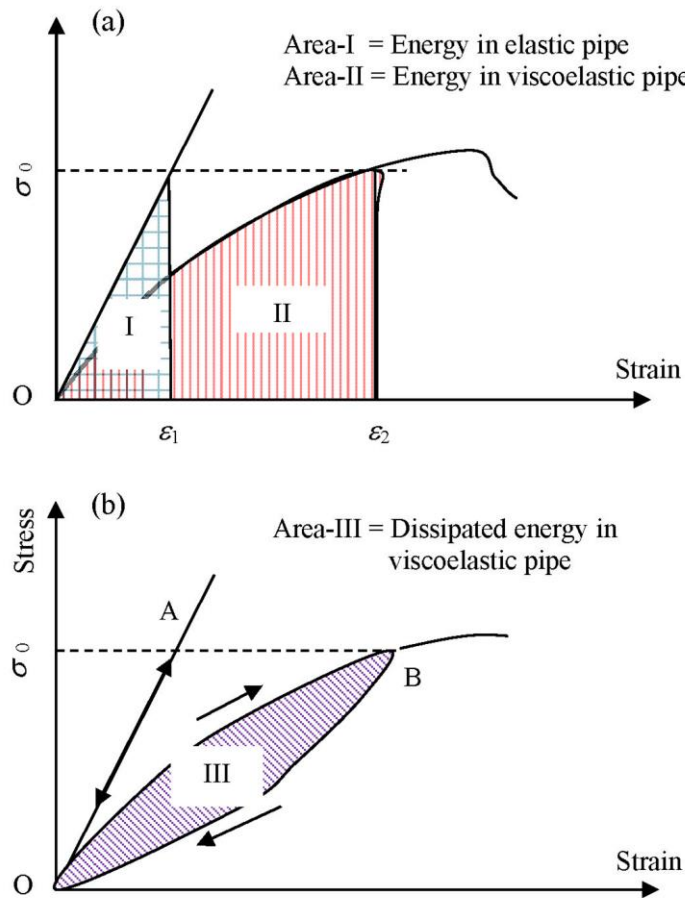 (a)
Area-I = Energy in elastic pipe
Area-II = Energy in viscoelastic pipe
σ0
I
II
O
Strain
ε1
ε2
(b)
Stress
Area-III = Dissipated energy in
viscoelastic pipe
A
σ0
B
III
O
Strain